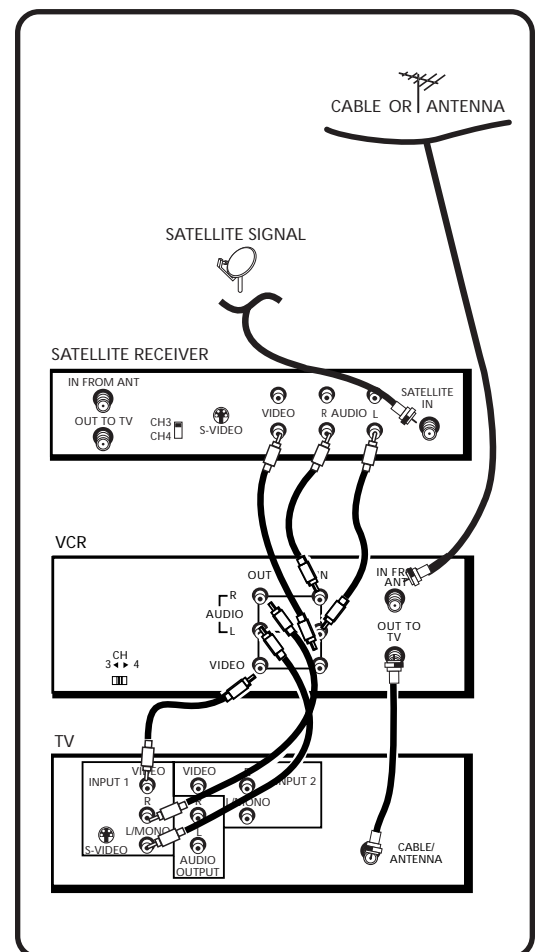 CABLE OR ANTENNA
SATELLITE SIGNAL
SATELLITE RECEIVER
IN FROM ANT
OUT TO TV
CH3
CH4
S-VIDEO
VIDEO
R AUDIO L
SATELLITE
IN
VCR
OUT
IN
R
AUDIO
L
VIDEO
CH
3 ◂ ▸ 4
IN FR
ANT
OUT TO
TV
TV
INPUT 1
VIDEO
R
L/MONO
S-VIDEO
VIDEO
R
L
AUDIO
OUTPUT
INPUT 2
L/MONO
CABLE/
ANTENNA